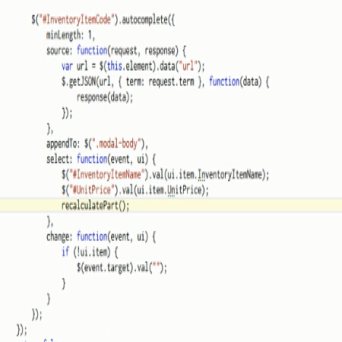 $("#InventoryItemCode").autocomplete({
minLength: 1,
source: function(request, response) {
var url = $(this.element).data("url");
$.getJSON(url, { term: request.term }, function(data) {
response(data);
});
},
appendTo: $(".modal-body"),
select: function(event, ui) {
$("#InventoryItemName").val(ui.item.InventoryItemName);
$("#UnitPrice").val(ui.item.UnitPrice);
recalculatePart();
},
change: function(event, ui) {
if (!ui.item) {
$(event.target).val("");
}
}
});
});